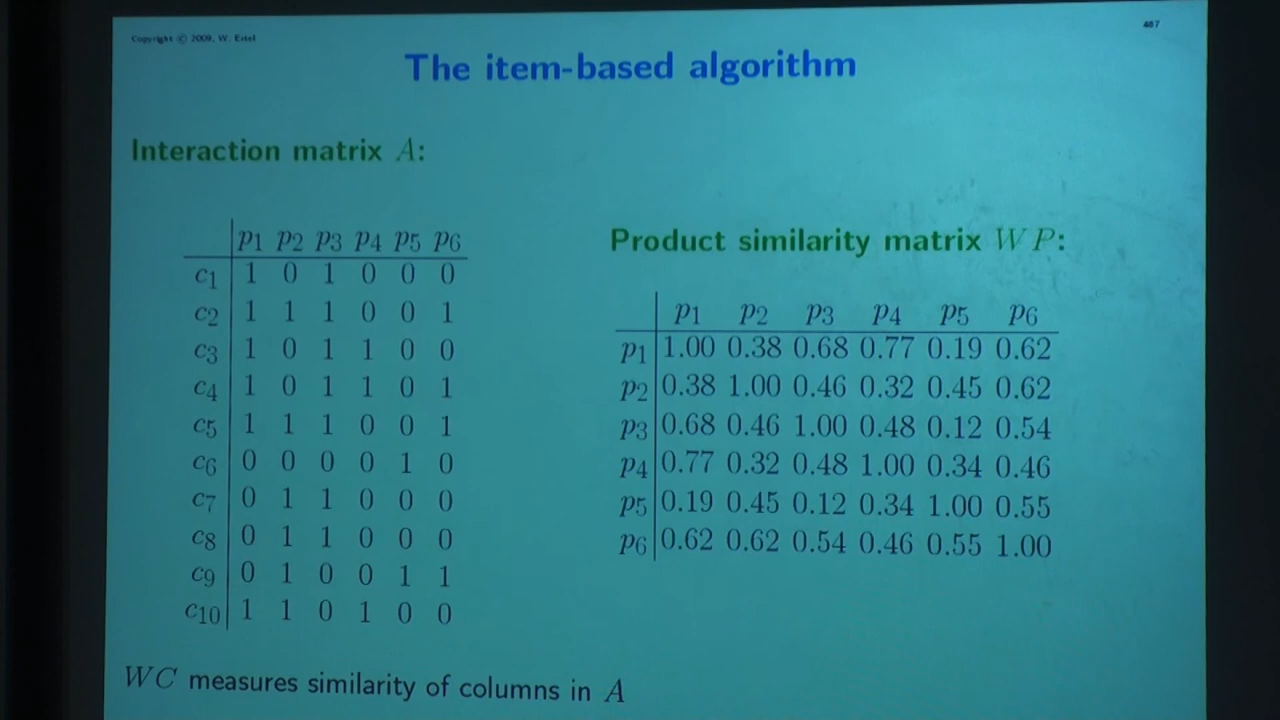 Copyright © 2009, W. Ertel
487
The item-based algorithm
Interaction matrix A:
p1 p2 p3 p4 p5 p6
c1 1 0 1 0 0 0
c2 1 1 1 0 0 1
c3 1 0 1 1 0 0
c4 1 0 1 1 0 1
c5 1 1 1 0 0 1
c6 0 0 0 0 1 0
c7 0 1 1 0 0 0
c8 0 1 1 0 0 0
c9 0 1 0 0 1 1
c10 1 1 0 1 0 0
Product similarity matrix WP:
p1 p2 p3 p4 p5 p6
p1 1.00 0.38 0.68 0.77 0.19 0.62
p2 0.38 1.00 0.46 0.32 0.45 0.62
p3 0.68 0.46 1.00 0.48 0.12 0.54
p4 0.77 0.32 0.48 1.00 0.34 0.46
p5 0.19 0.45 0.12 0.34 1.00 0.55
p6 0.62 0.62 0.54 0.46 0.55 1.00
WC measures similarity of columns in A